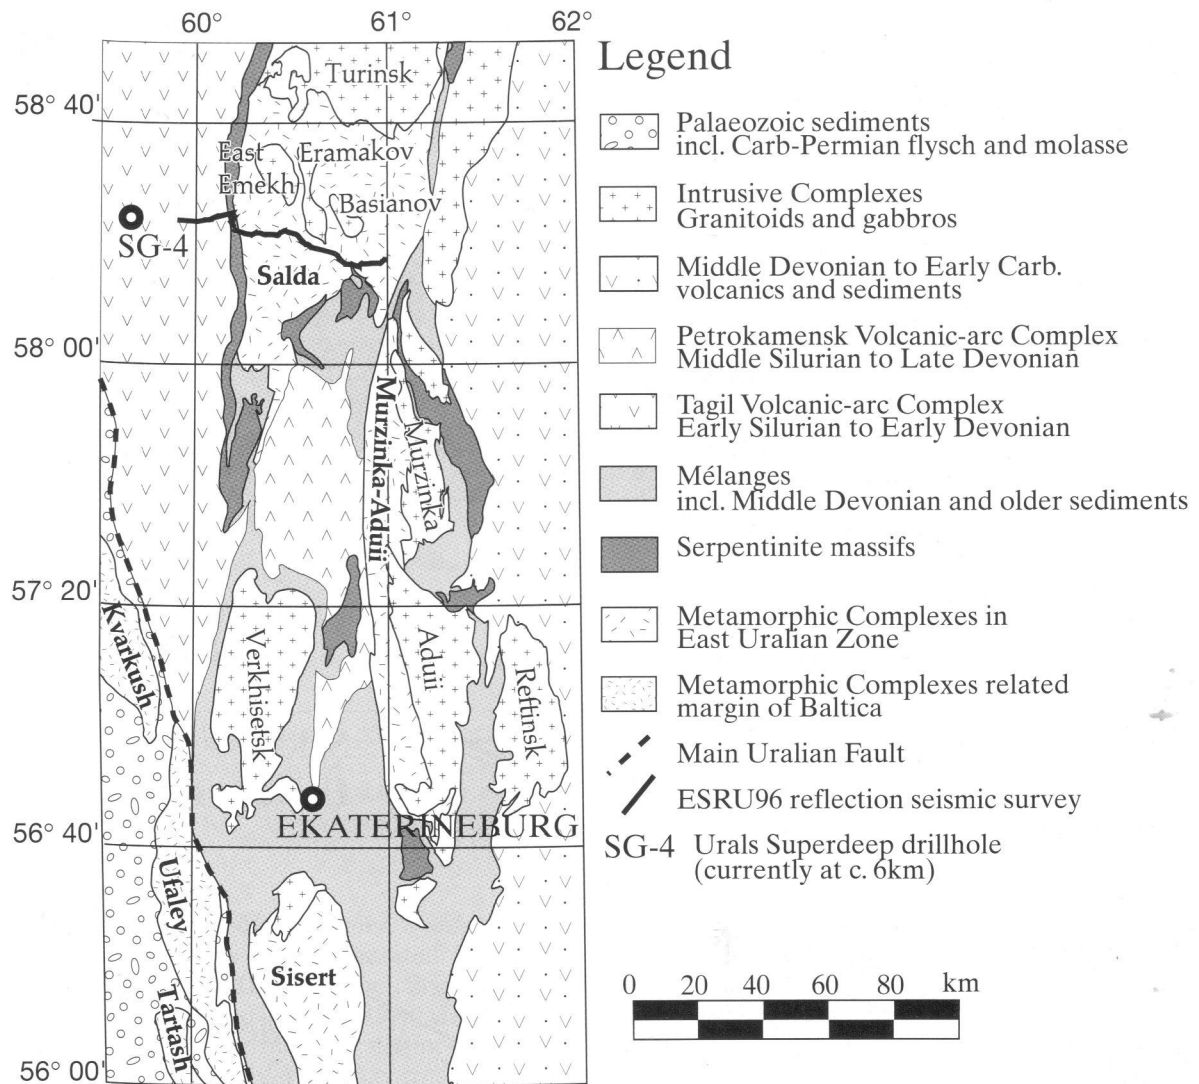 60°
61°
62°
58° 40'
58° 00'
57° 20'
56° 40'
56° 00'
Turinsk
East
Emekh
Eramakov
Basianov
SG-4
Salda
Murzinka-Aduii
Murzinka
Kvarkush
Verkhisetsk
Aduii
Reftinsk
EKATERINEBURG
Ufaley
Sisert
Tartash
Legend
Palaeozoic sediments
incl. Carb-Permian flysch and molasse
Intrusive Complexes
Granitoids and gabbros
Middle Devonian to Early Carb.
volcanics and sediments
Petrokamensk Volcanic-arc Complex
Middle Silurian to Late Devonian
Tagil Volcanic-arc Complex
Early Silurian to Early Devonian
Mélanges
incl. Middle Devonian and older sediments
Serpentinite massifs
Metamorphic Complexes in
East Uralian Zone
Metamorphic Complexes related
margin of Baltica
Main Uralian Fault
ESRU96 reflection seismic survey
SG-4 Urals Superdeep drillhole
(currently at c. 6km)
0 20 40 60 80 km